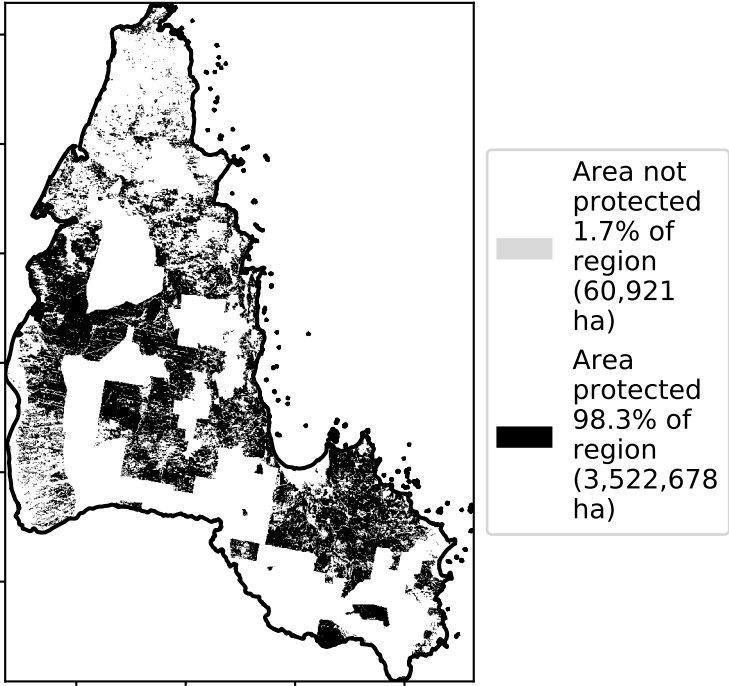 Area not
protected
1.7% of
region
(60,921
ha)
Area
protected
98.3% of
region
(3,522,678
ha)